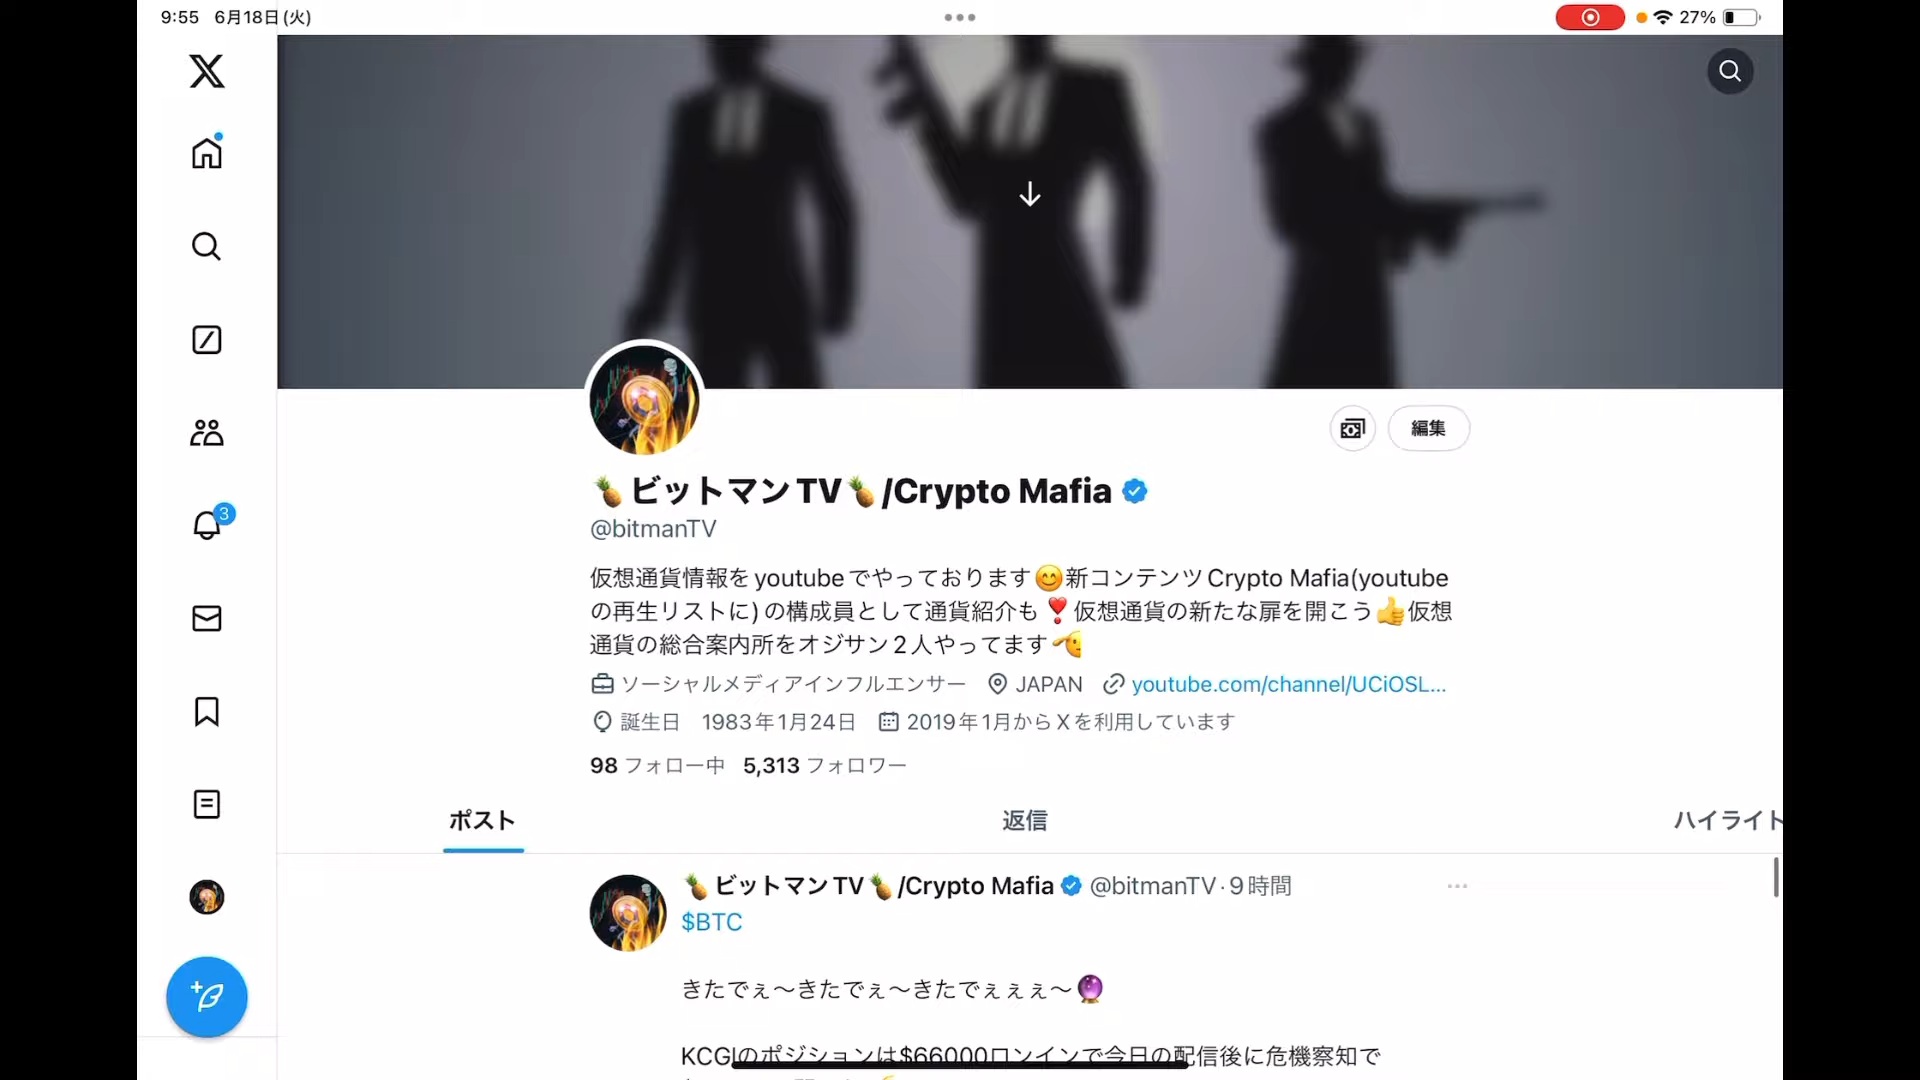 9:55 6月18日(火)
27%
編集
🍍ビットマンTV🍍/Crypto Mafia
@bitmanTV
仮想通貨情報をyoutubeでやっております😊新コンテンツCrypto Mafia(youtube
の再生リストに)の構成員として通貨紹介も❣️仮想通貨の新たな扉を開こう👍仮想
通貨の総合案内所をオジサン2人やってます🫡
ソーシャルメディアインフルエンサー JAPAN youtube.com/channel/UCiOSL...
誕生日 1983年1月24日 2019年1月からXを利用しています
98 フォロー中 5,313 フォロワー
3
ポスト 返信 ハイライト
🍍ビットマンTV🍍/Crypto Mafia @bitmanTV·9時間
$BTC
きたでぇ〜きたでぇ〜きたでぇぇぇ〜🔮
KCGIのポジションは$66000ロンインで今日の配信後に危機察知で